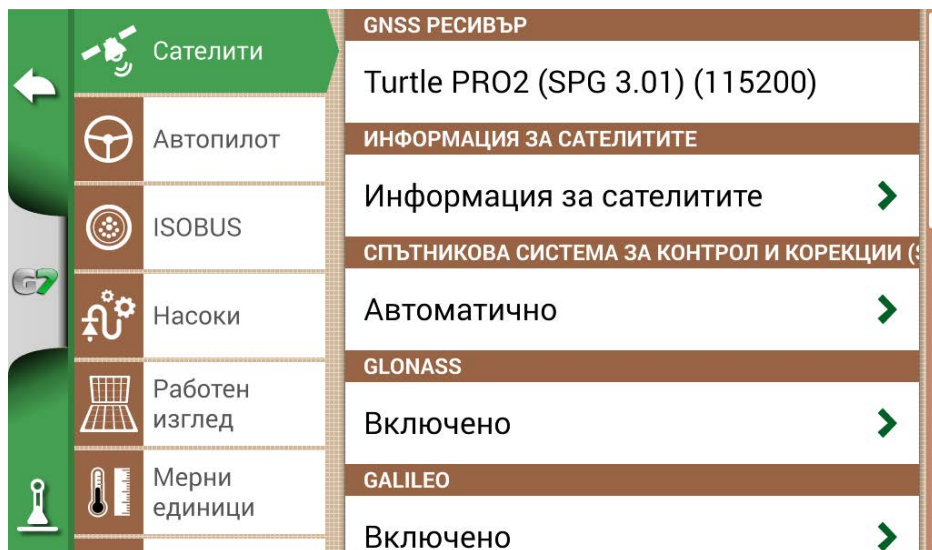 Сателити
Автопилот
ISOBUS
Насоки
Работен
изглед
Мерни
единици
G7
GNSS РЕСИВЪР
Turtle PRO2 (SPG 3.01) (115200)
ИНФОРМАЦИЯ ЗА САТЕЛИТИТЕ
Информация за сателитите
СПЪТНИКОВА СИСТЕМА ЗА КОНТРОЛ И КОРЕКЦИИ (S
Автоматично
GLONASS
Включено
GALILEO
Включено